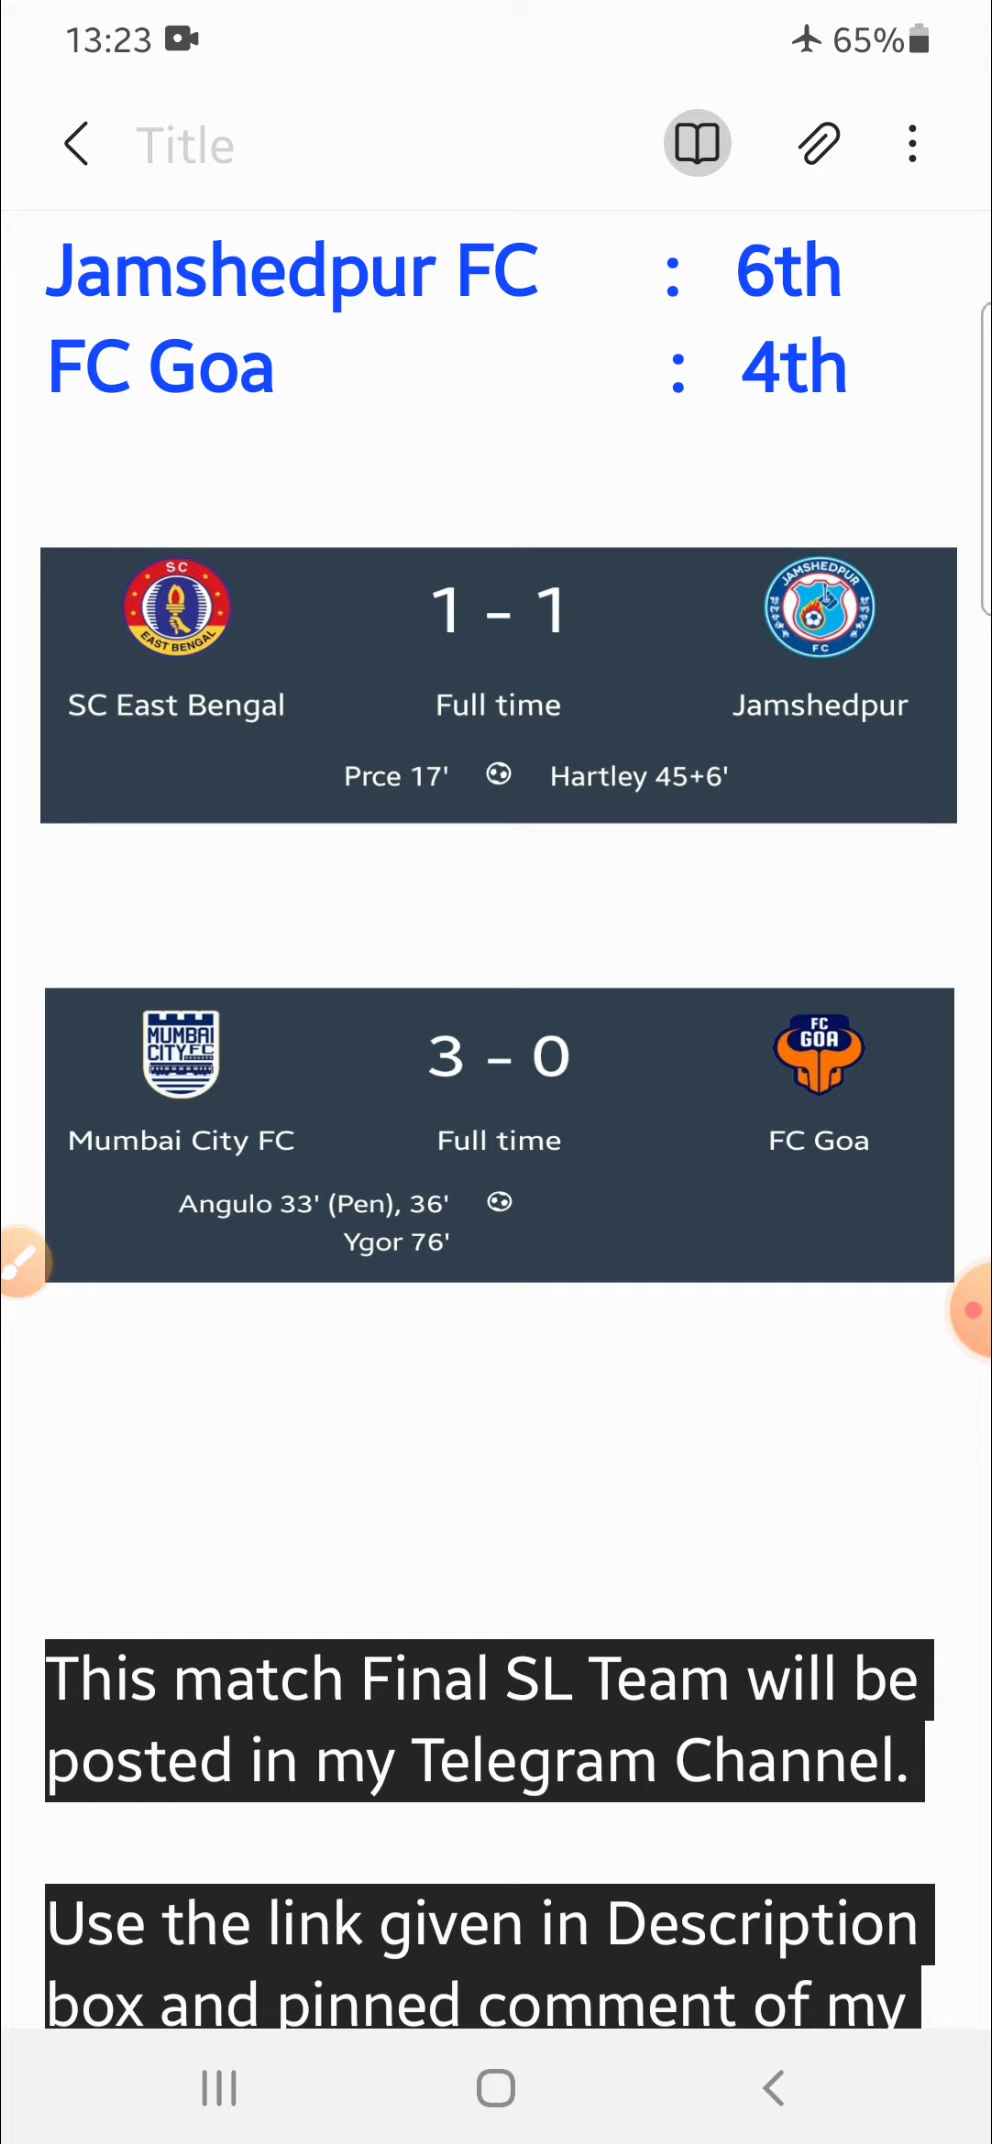 13:23 65%
Title
Jamshedpur FC : 6th
FC Goa : 4th
SC
EAST BENGAL
1 - 1
JAMSHEDPUR
FC
SC East Bengal Full time Jamshedpur
Prce 17' Hartley 45+6'
MUMBAI
CITY FC
3 - 0
FC
GOA
Mumbai City FC Full time FC Goa
Angulo 33' (Pen), 36'
Ygor 76'
This match Final SL Team will be
posted in my Telegram Channel.
Use the link given in Description
box and pinned comment of my